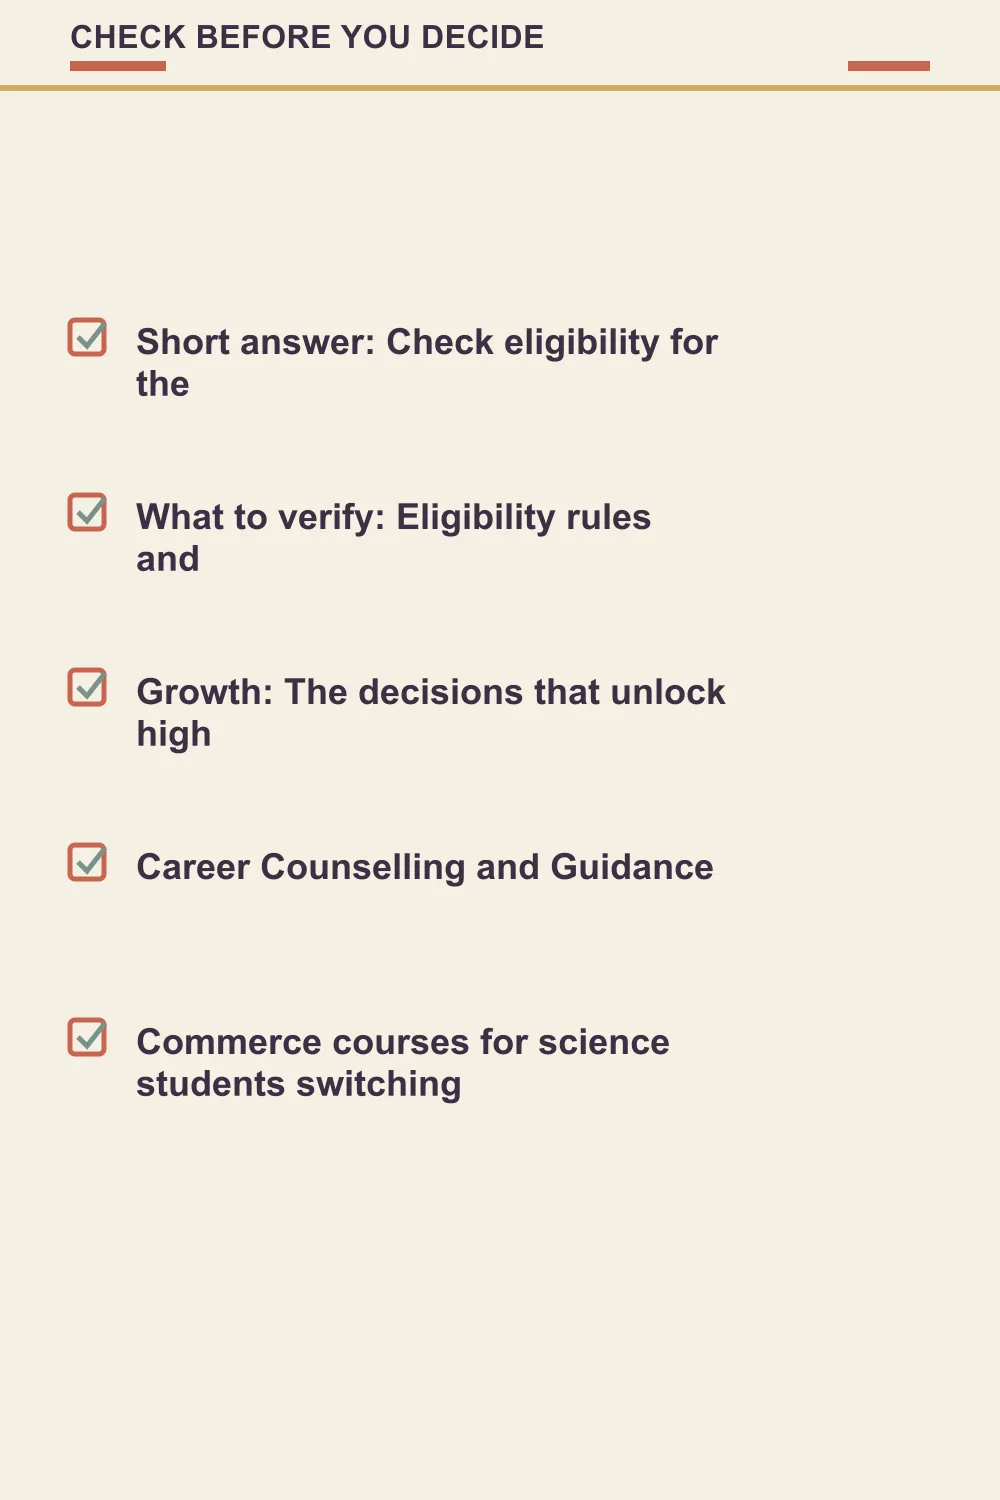 CHECK BEFORE YOU DECIDE
Short answer: Check eligibility for
the
What to verify: Eligibility rules
and
Growth: The decisions that unlock
high
Career Counselling and Guidance
Commerce courses for science
students switching